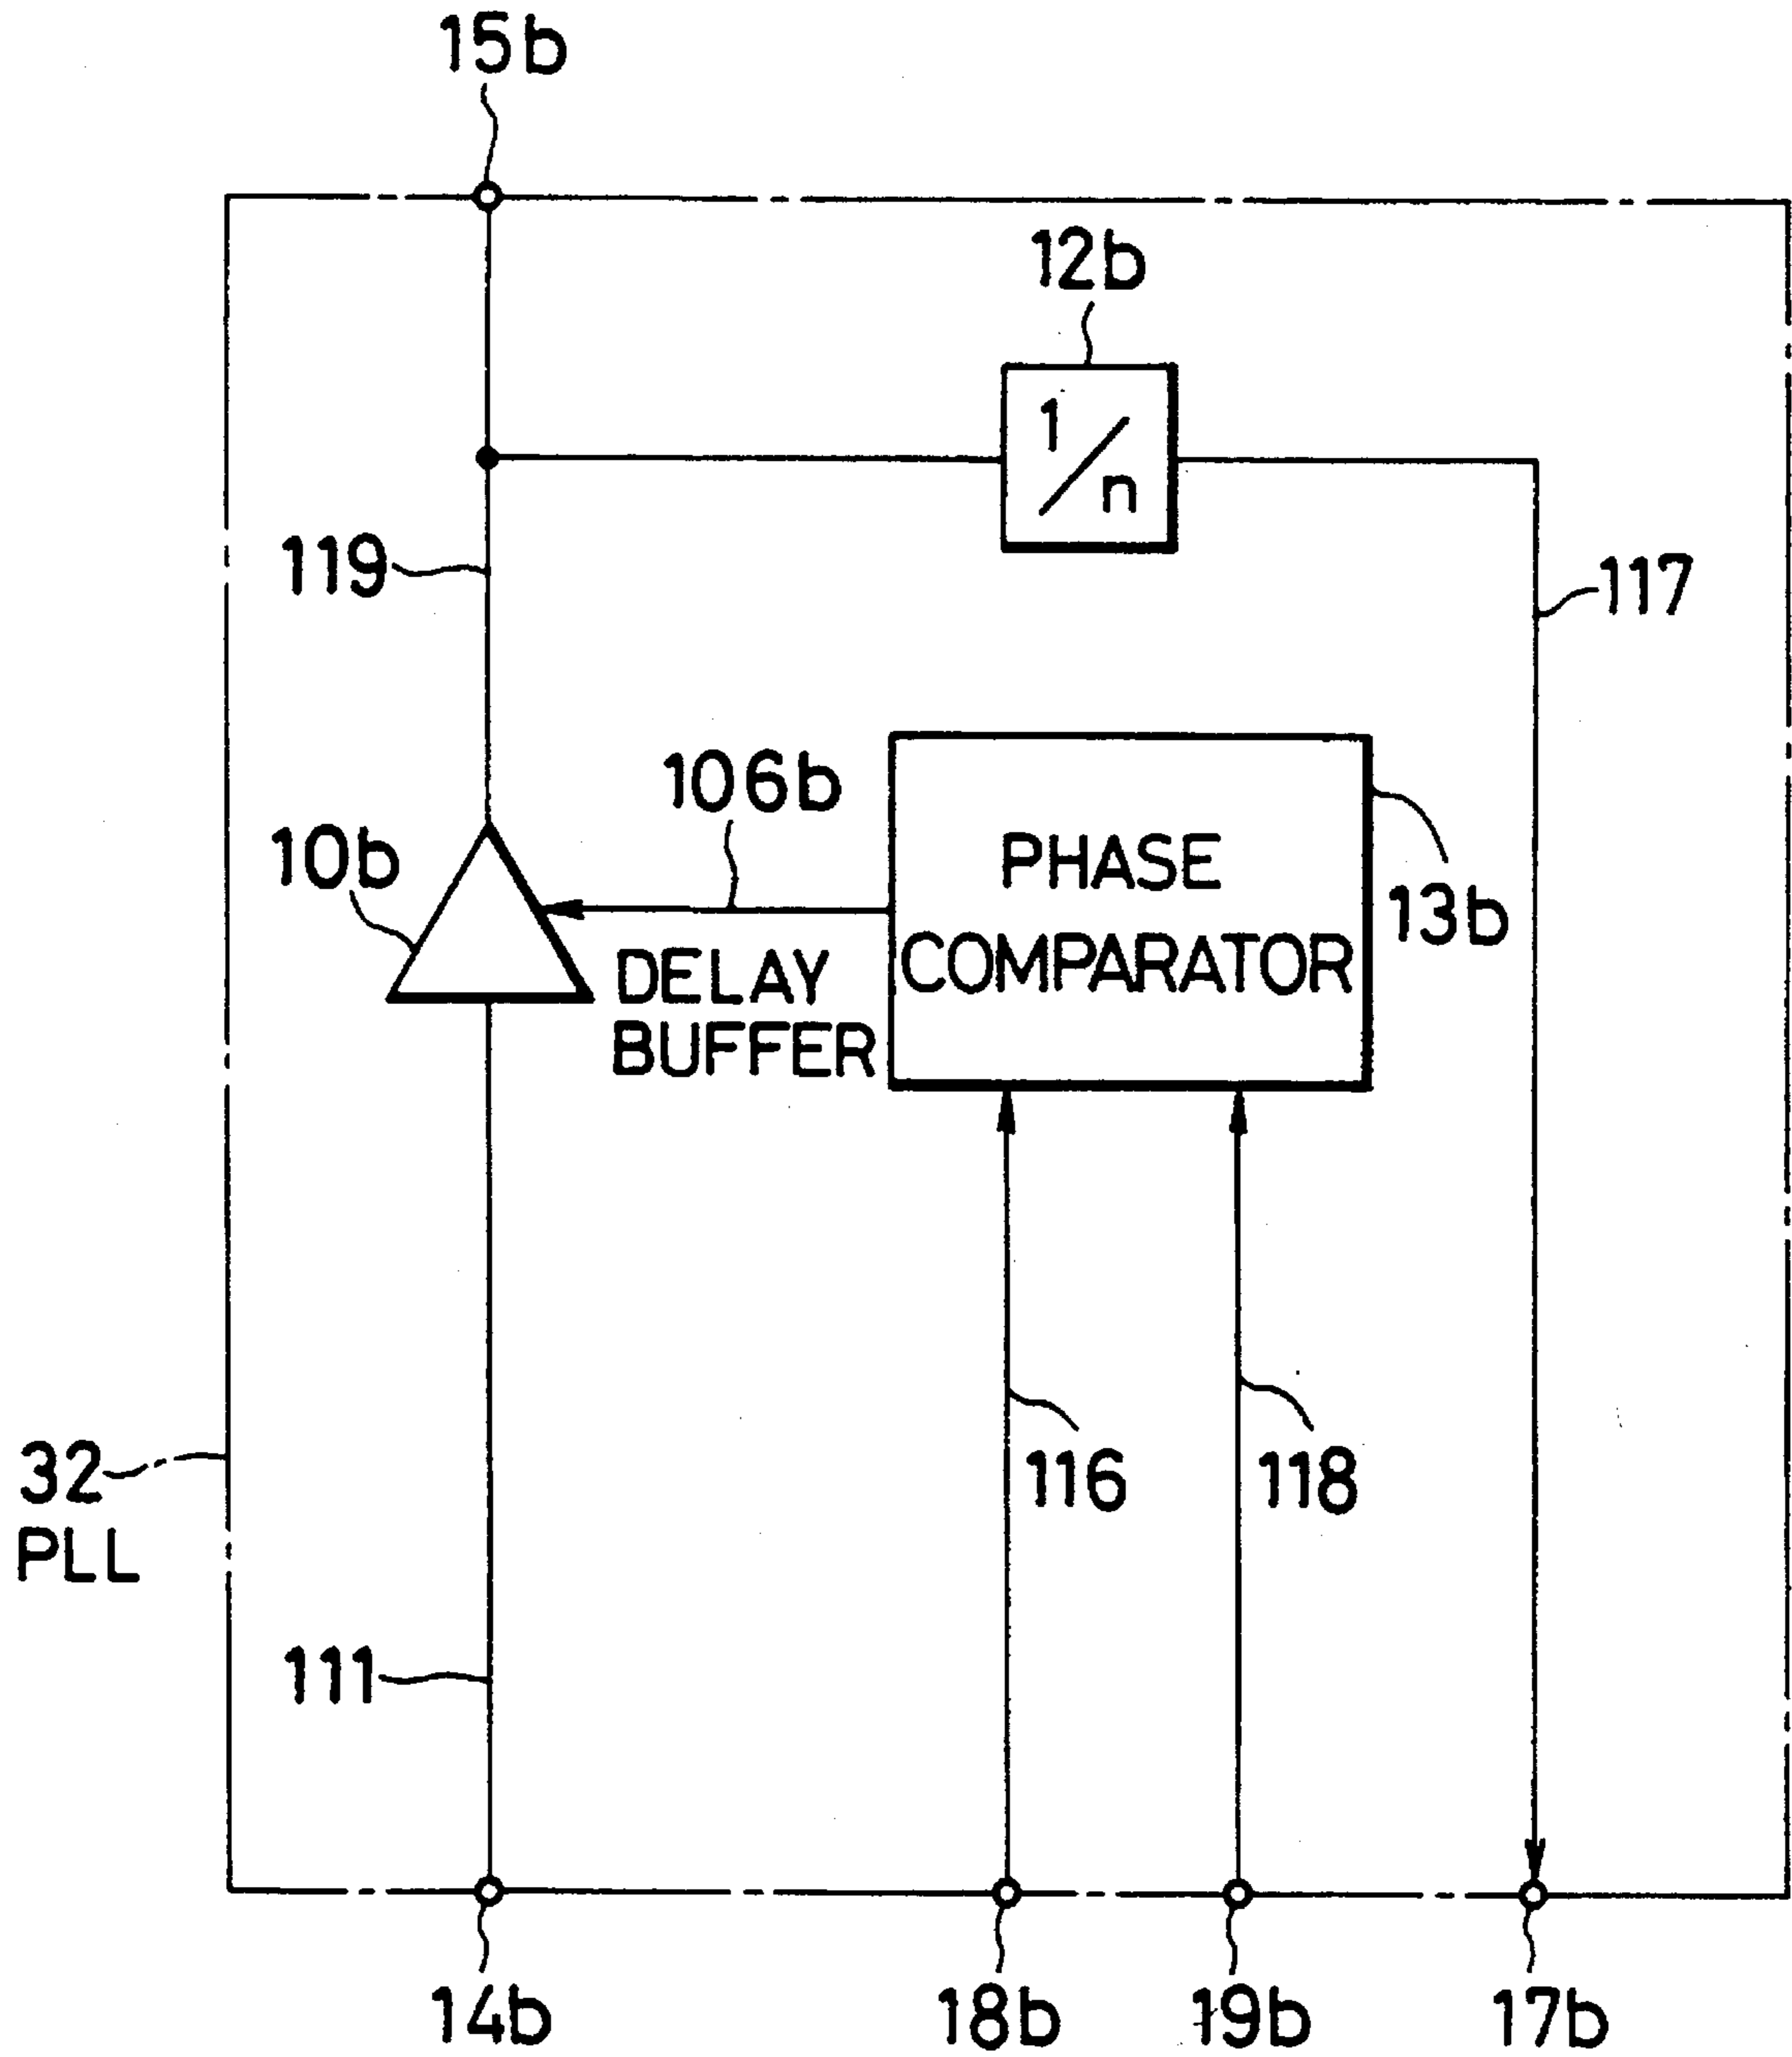 15b
12b
1/n
119
117
106b
10b
PHASE
COMPARATOR
13b
DELAY
BUFFER
32
PLL
116
118
111
14b
18b
19b
17b